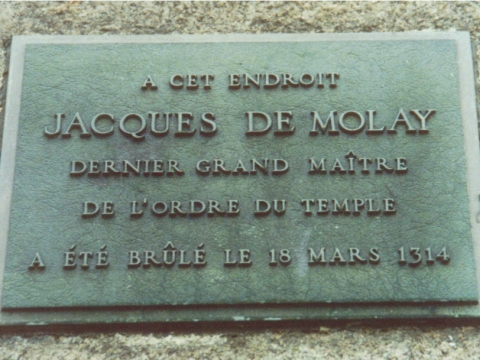 A CET ENDROIT
JACQUES DE MOLAY
DERNIER GRAND MAÎTRE
DE L'ORDRE DU TEMPLE
A ÉTÉ BRÛLÉ LE 18 MARS 1314